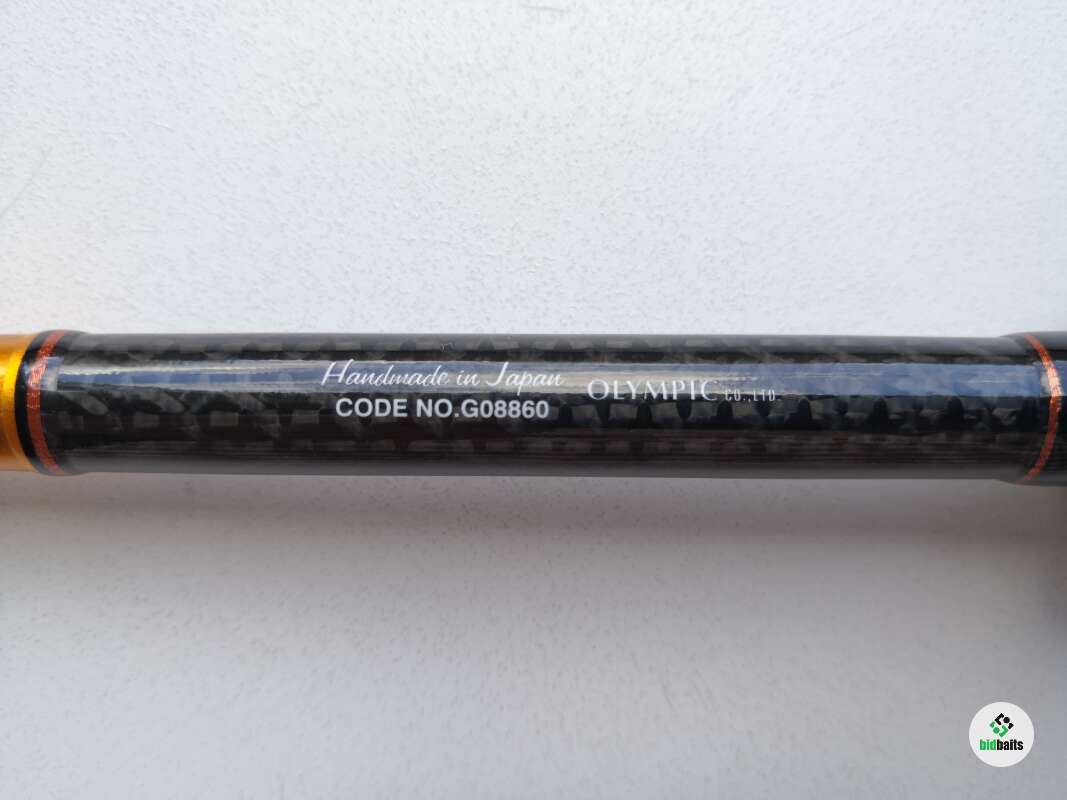 Handmade in Japan
CODE NO.G08860
OLYMPIC CO.,LTD.
bidbaits